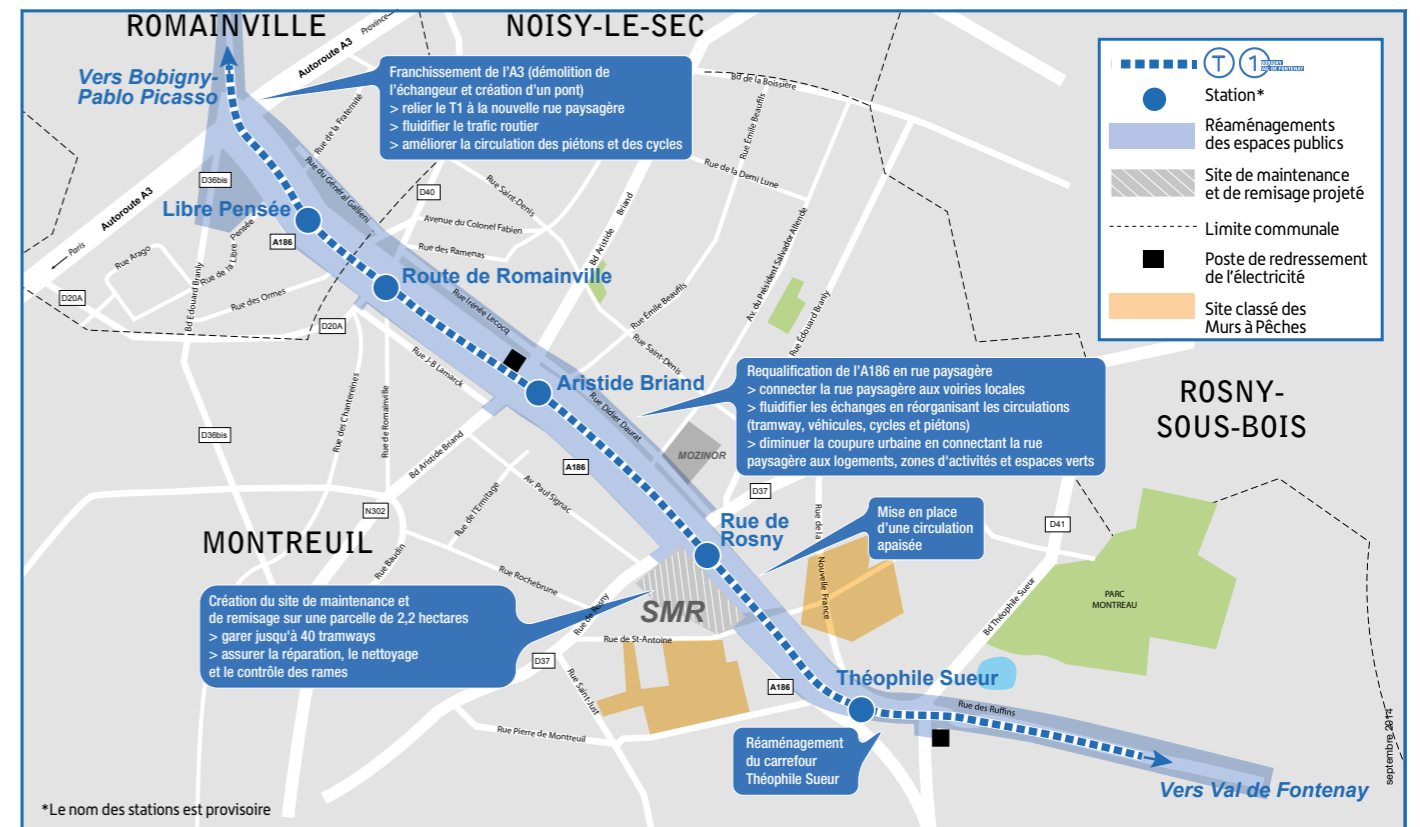 ROMAINVILLE
NOISY-LE-SEC
Province
Autoroute A3
Vers Bobigny-
Pablo Picasso
Franchissement de l'A3 (démolition de
l'échangeur et création d'un pont)
> relier le T1 à la nouvelle rue paysagère
> fluidifier le trafic routier
> améliorer la circulation des piétons et des cycles
Bd de la Boissière
T 1 BOBIGNY
VAL DE FONTENAY
Station*
Réaménagements
des espaces publics
Site de maintenance
et de remisage projeté
Limite communale
Poste de redressement
de l'électricité
Site classé des
Murs à Pêches
Rue de la Fraternité
Rue du Général Gallieni
Rue Émile Beaufils
Rue de la Demi Lune
D36bis
D40
Rue Saint-Denis
Autoroute A3
Libre Pensée
Avenue du Colonel Fabien
Bd Aristide Briand
Av. du Président Salvador Allende
Paris
A186
Rue des Ramenas
Rue Arago
Rue de la Libre Pensée
Route de Romainville
Bd Edouard Branly
Rue des Ormes
D20A
Rue Irénée Lecocq
Rue Émile Beaufils
Rue Édouard Branly
D20A
Rue Saint-Denis
Rue J-B Lamarck
Aristide Briand
Rue Didier Daurat
Requalification de l'A186 en rue paysagère
> connecter la rue paysagère aux voiries locales
> fluidifier les échanges en réorganisant les circulations
(tramway, véhicules, cycles et piétons)
> diminuer la coupure urbaine en connectant la rue
paysagère aux logements, zones d'activités et espaces verts
ROSNY-
SOUS-BOIS
Rue des Chantereines
Rue de Romainville
D36bis
Bd Aristide Briand
A186
MOZINOR
D37
Av. Paul Signac
Rue de l'Ermitage
N302
MONTREUIL
Rue de
Rosny
Mise en place
d'une circulation
apaisée
D41
Rue de la Nouvelle France
Rue Baudin
Rue Rochebrune
Création du site de maintenance et
de remisage sur une parcelle de 2,2 hectares
> garer jusqu'à 40 tramways
> assurer la réparation, le nettoyage
et le contrôle des rames
Rue de Rosny
SMR
Bd Théophile Sueur
PARC
MONTREAU
Rue de St-Antoine
D37
Rue Saint-Just
A186
Théophile Sueur
Rue des Ruffins
Rue Pierre de Montreuil
Réaménagement
du carrefour
Théophile Sueur
Vers Val de Fontenay
septembre 2014
*Le nom des stations est provisoire